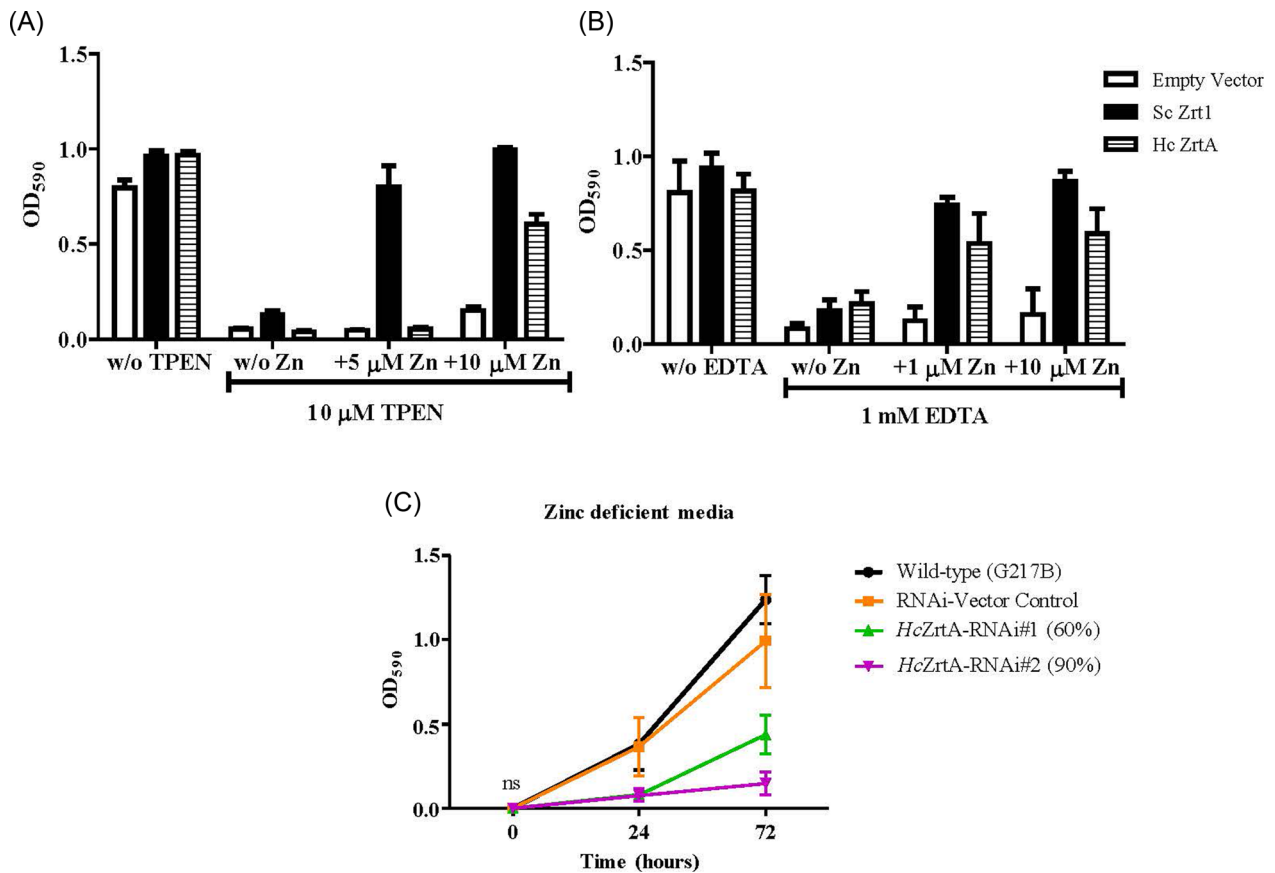 (A)
1.5
1.0
0.5
0.0
OD590
w/o TPEN
w/o Zn
+5 µM Zn
+10 µM Zn
10 µM TPEN
(B)
1.5
1.0
0.5
0.0
OD590
w/o EDTA
w/o Zn
+1 µM Zn
+10 µM Zn
1 mM EDTA
Empty Vector
Sc Zrt1
Hc ZrtA
(C)
Zinc deficient media
1.5
1.0
0.5
0.0
OD590
ns
0
24
72
Time (hours)
Wild-type (G217B)
RNAi-Vector Control
HcZrtA-RNAi#1 (60%)
HcZrtA-RNAi#2 (90%)